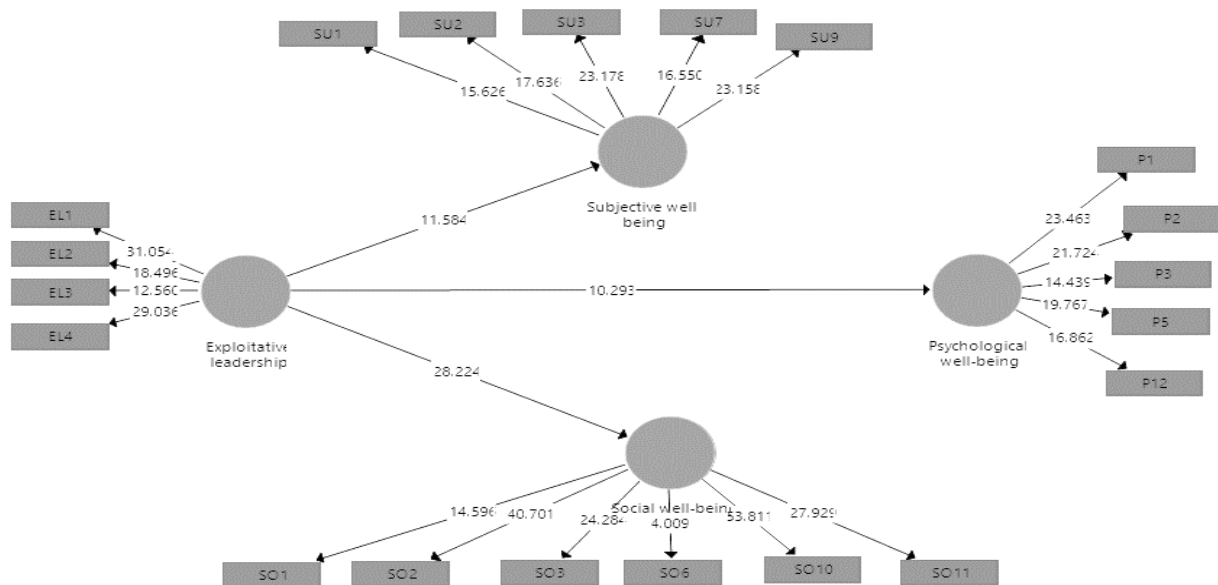 SU1
SU2
SU3
SU7
SU9
15.626
17.636
23.178
16.550
23.158
Subjective well
being
11.584
EL1
EL2
EL3
EL4
31.054
18.496
12.560
29.036
Exploitative
leadership
10.293
28.224
P1
P2
P3
P5
P12
23.463
21.724
14.439
19.767
16.862
Psychological
well-being
Social well-being
14.596
40.701
24.284
4.009
53.811
27.929
SO1
SO2
SO3
SO6
SO10
SO11